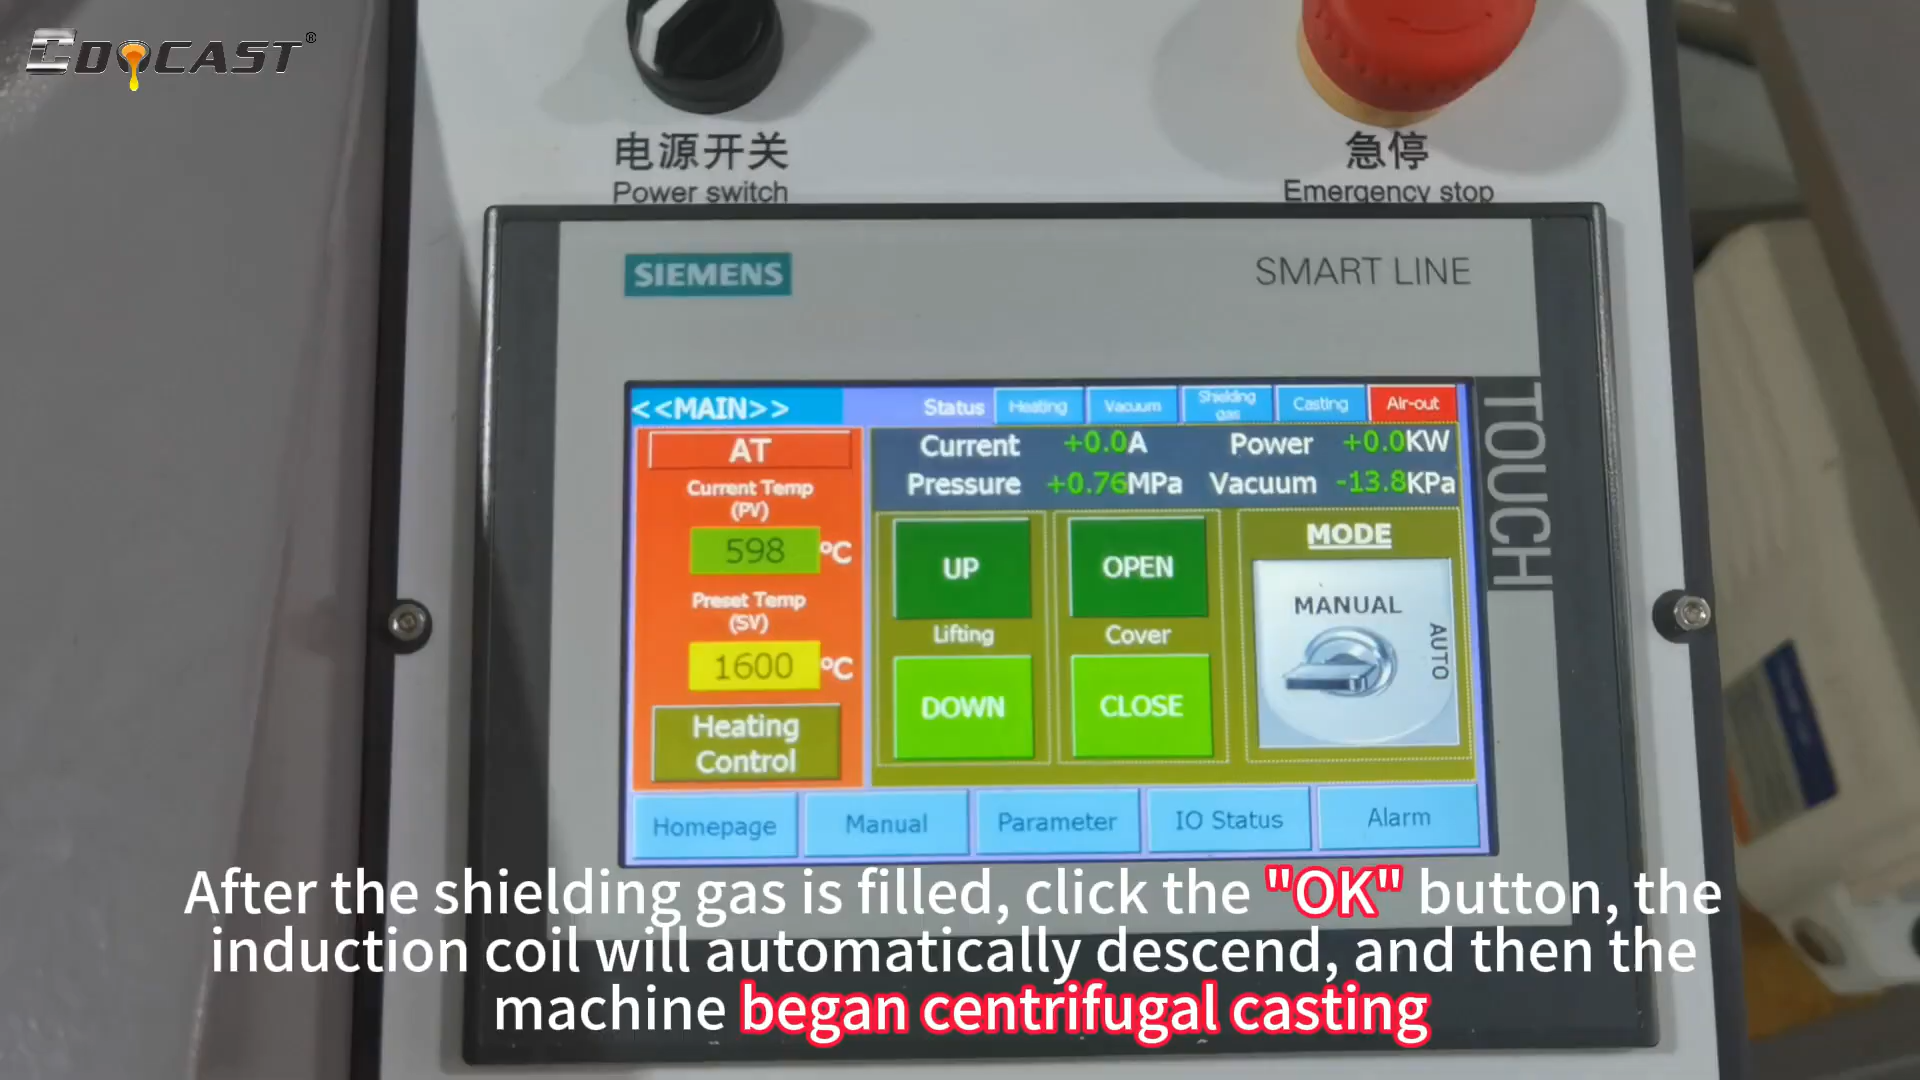 EDOCAST®
电源开关
Power switch
急停
Emergency stop
SIEMENS
SMART LINE
TOUCH
<<MAIN>>
Status
Heating
Vacuum
Shielding
gas
Casting
Air-out
AT
Current Temp
(PV)
598 °C
Preset Temp
(SV)
1600 °C
Heating
Control
Current +0.0A Power +0.0KW
Pressure +0.76MPa Vacuum -13.8KPa
UP
Lifting
DOWN
OPEN
Cover
CLOSE
MODE
MANUAL
AUTO
Homepage
Manual
Parameter
IO Status
Alarm
After the shielding gas is filled, click the "OK" button, the
induction coil will automatically descend, and then the
machine began centrifugal casting